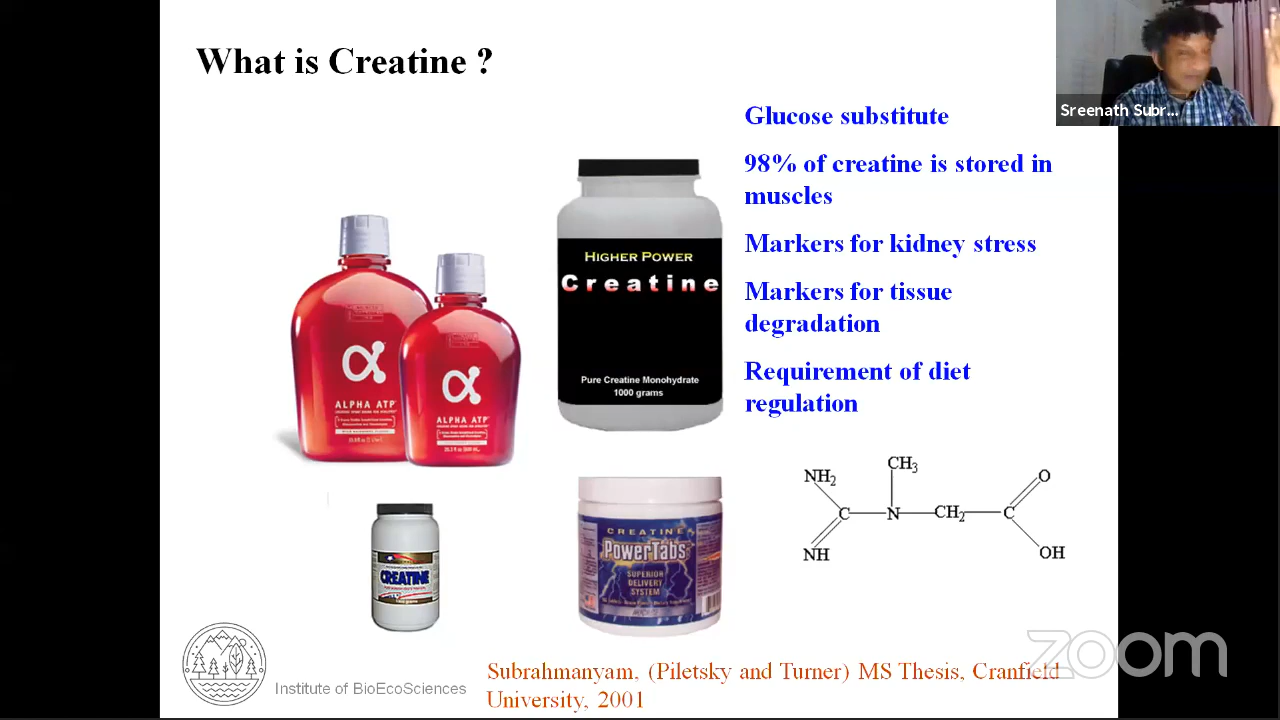 What is Creatine ?
Sreenath Subr...
Glucose substitute
98% of creatine is stored in
muscles
Markers for kidney stress
Markers for tissue
degradation
Requirement of diet
regulation
HIGHER POWER
Creatine
Pure Creatine Monohydrate
1000 grams
ALPHA ATP
ALPHA ATP
CREATINE
CREATINE
PowerTabs
SUPERIOR
DELIVERY
SYSTEM
NH2
CH3
O
C
N
CH2
C
NH
OH
zoom
Institute of BioEcoSciences
Subrahmanyam, (Piletsky and Turner) MS Thesis, Cranfield
University, 2001